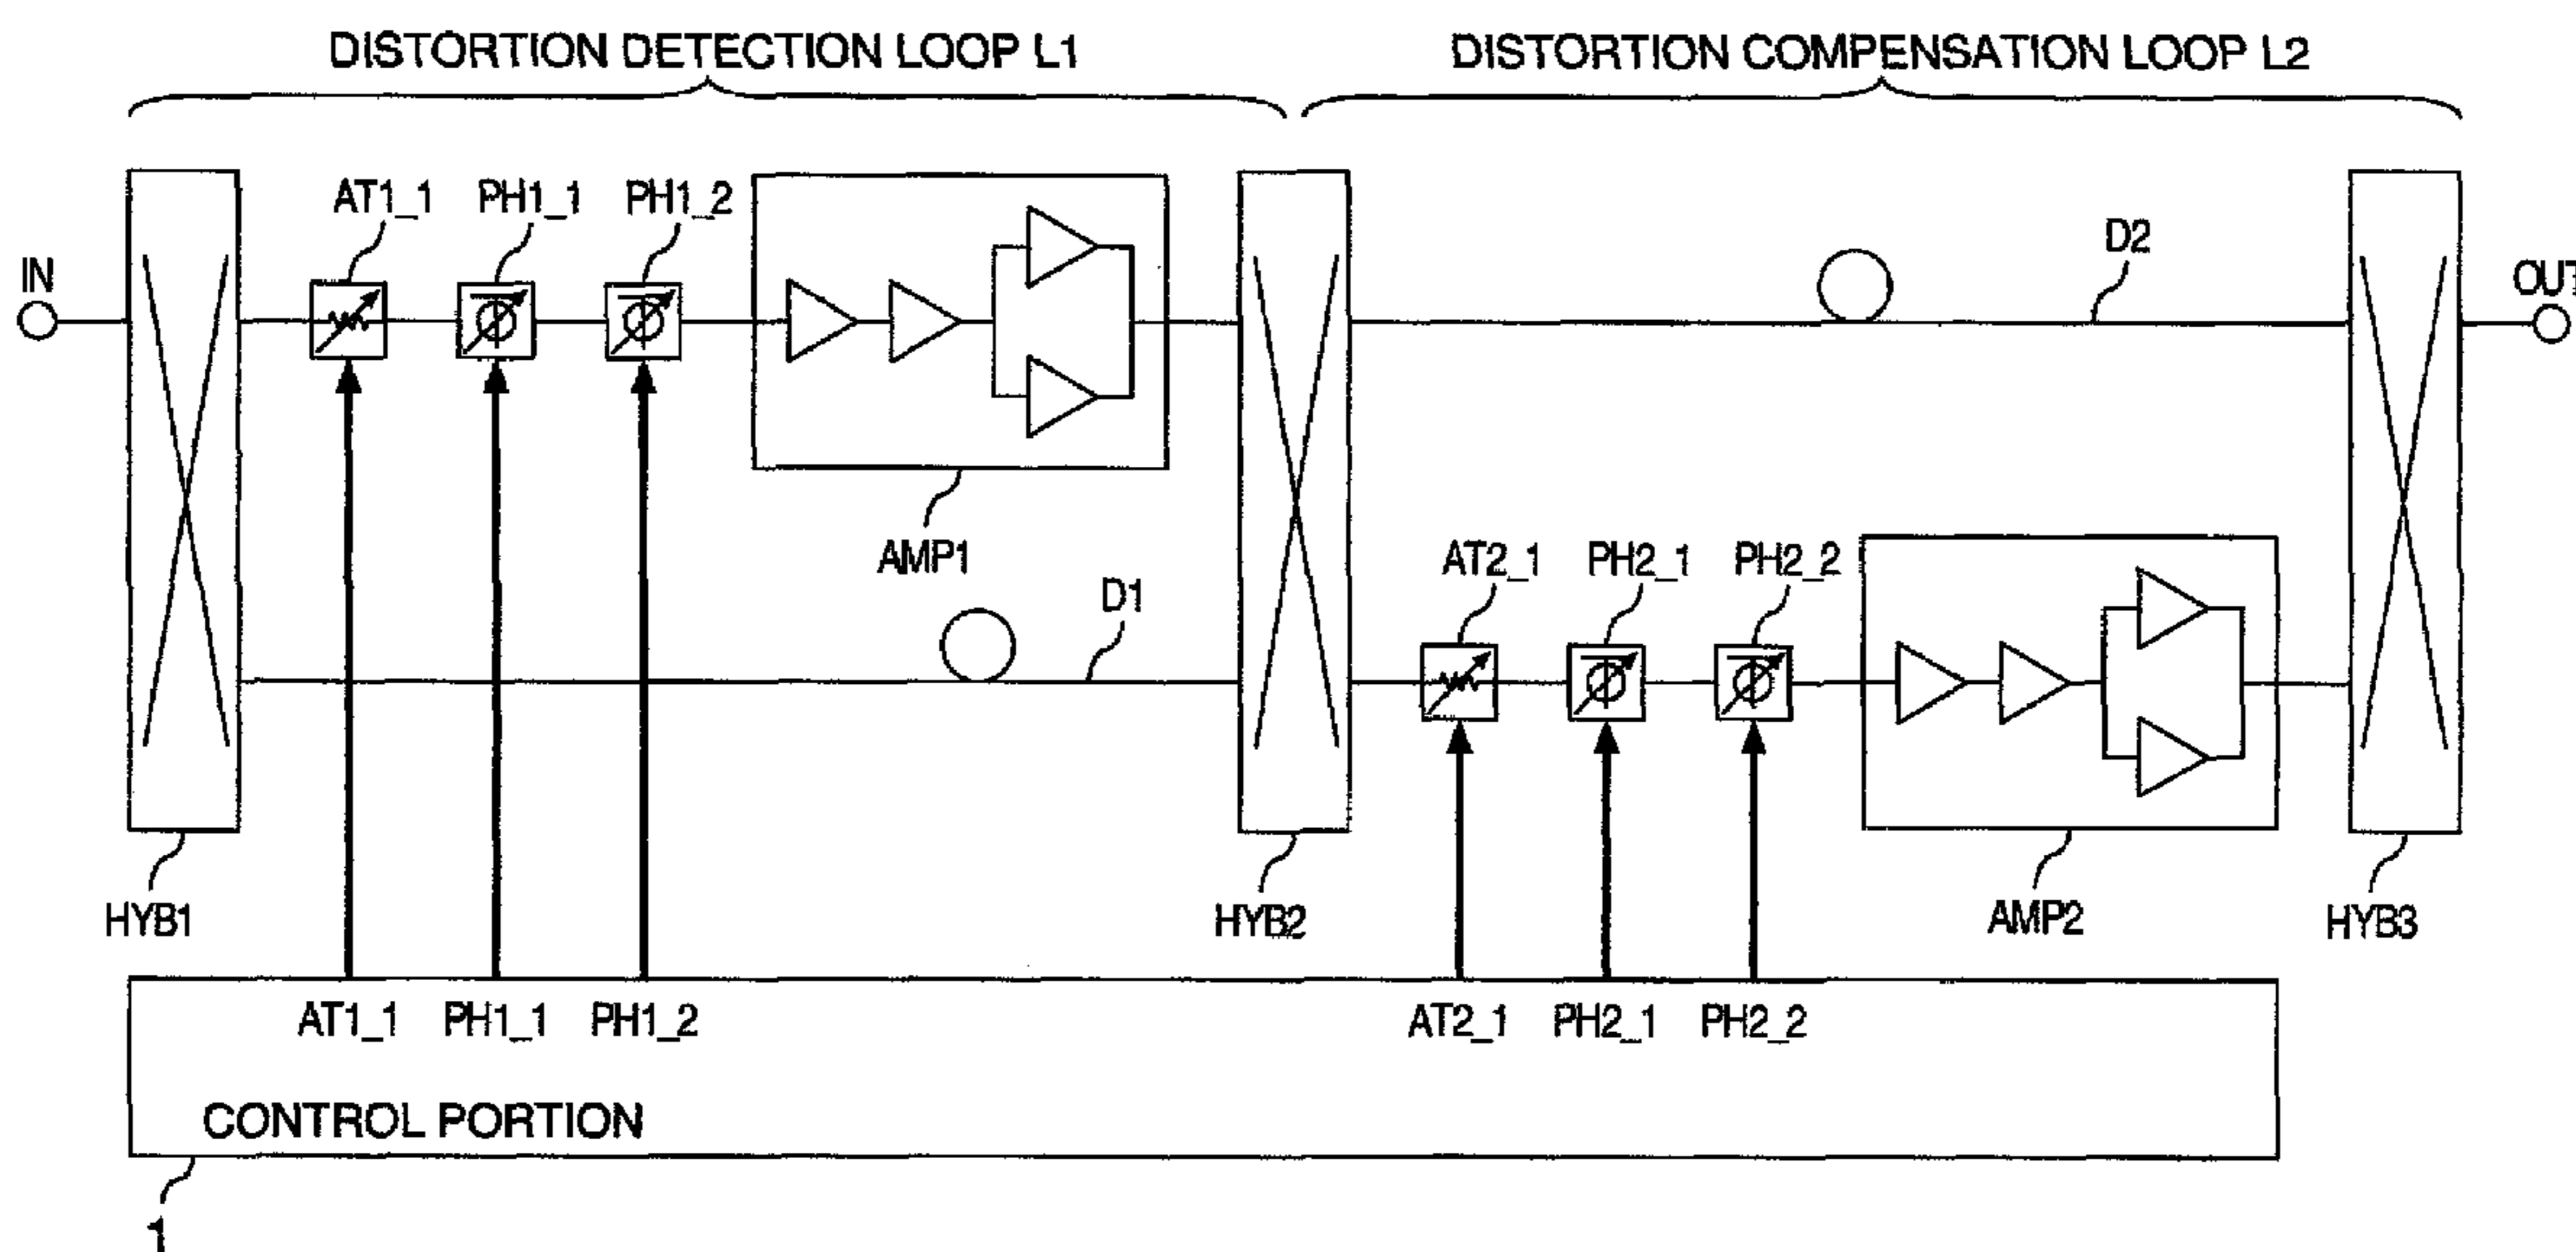 DISTORTION DETECTION LOOP L1
DISTORTION COMPENSATION LOOP L2
AT1_1
PH1_1
PH1_2
D2
IN
OUT
AMP1
D1
AT2_1
PH2_1
PH2_2
HYB1
HYB2
AMP2
HYB3
AT1_1 PH1_1 PH1_2
AT2_1 PH2_1 PH2_2
CONTROL PORTION
1